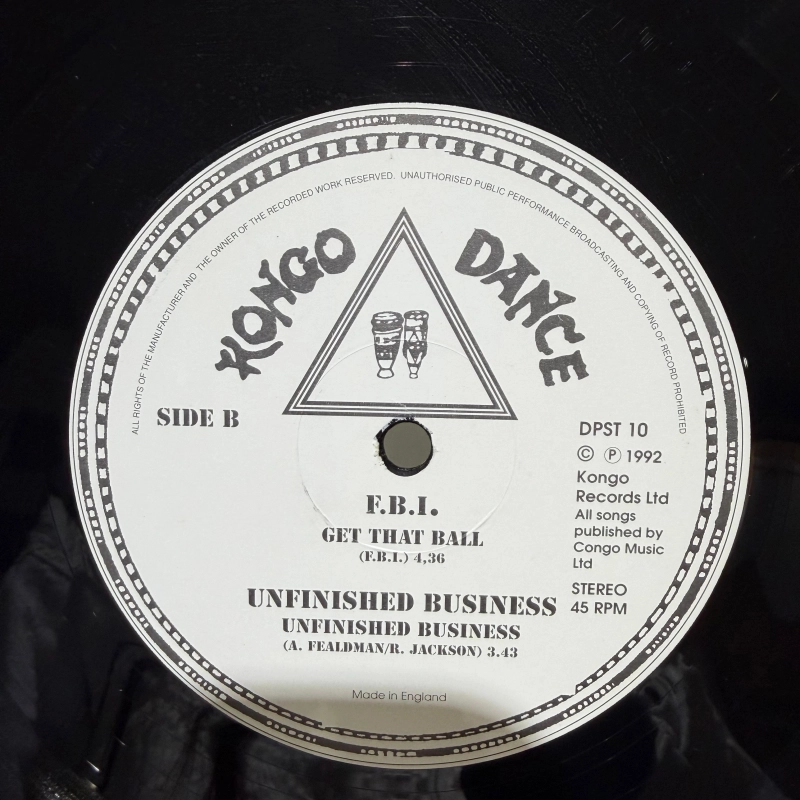 ALL RIGHTS OF THE MANUFACTURER AND THE OWNER OF THE RECORDED WORK RESERVED. UNAUTHORISED PUBLIC PERFORMANCE BROADCASTING AND COPYING OF RECORD PROHIBITED
KONGO DANCE
SIDE B
DPST 10
© ℗ 1992
Kongo
Records Ltd
All songs
published by
Congo Music
Ltd
STEREO
45 RPM
F.B.I.
GET THAT BALL
(F.B.I.) 4,36
UNFINISHED BUSINESS
UNFINISHED BUSINESS
(A. FEALDMAN/R. JACKSON) 3.43
Made in England